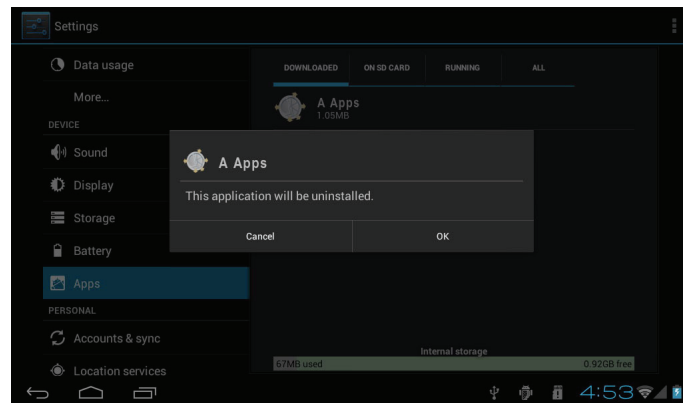 Settings
Data usage
More...
DEVICE
Sound
Display
Storage
Battery
Apps
PERSONAL
Accounts & sync
Location services
DOWNLOADED
ON SD CARD
RUNNING
ALL
A Apps
1.05MB
A Apps
This application will be uninstalled.
Cancel
OK
Internal storage
67MB used
0.92GB free
4:53